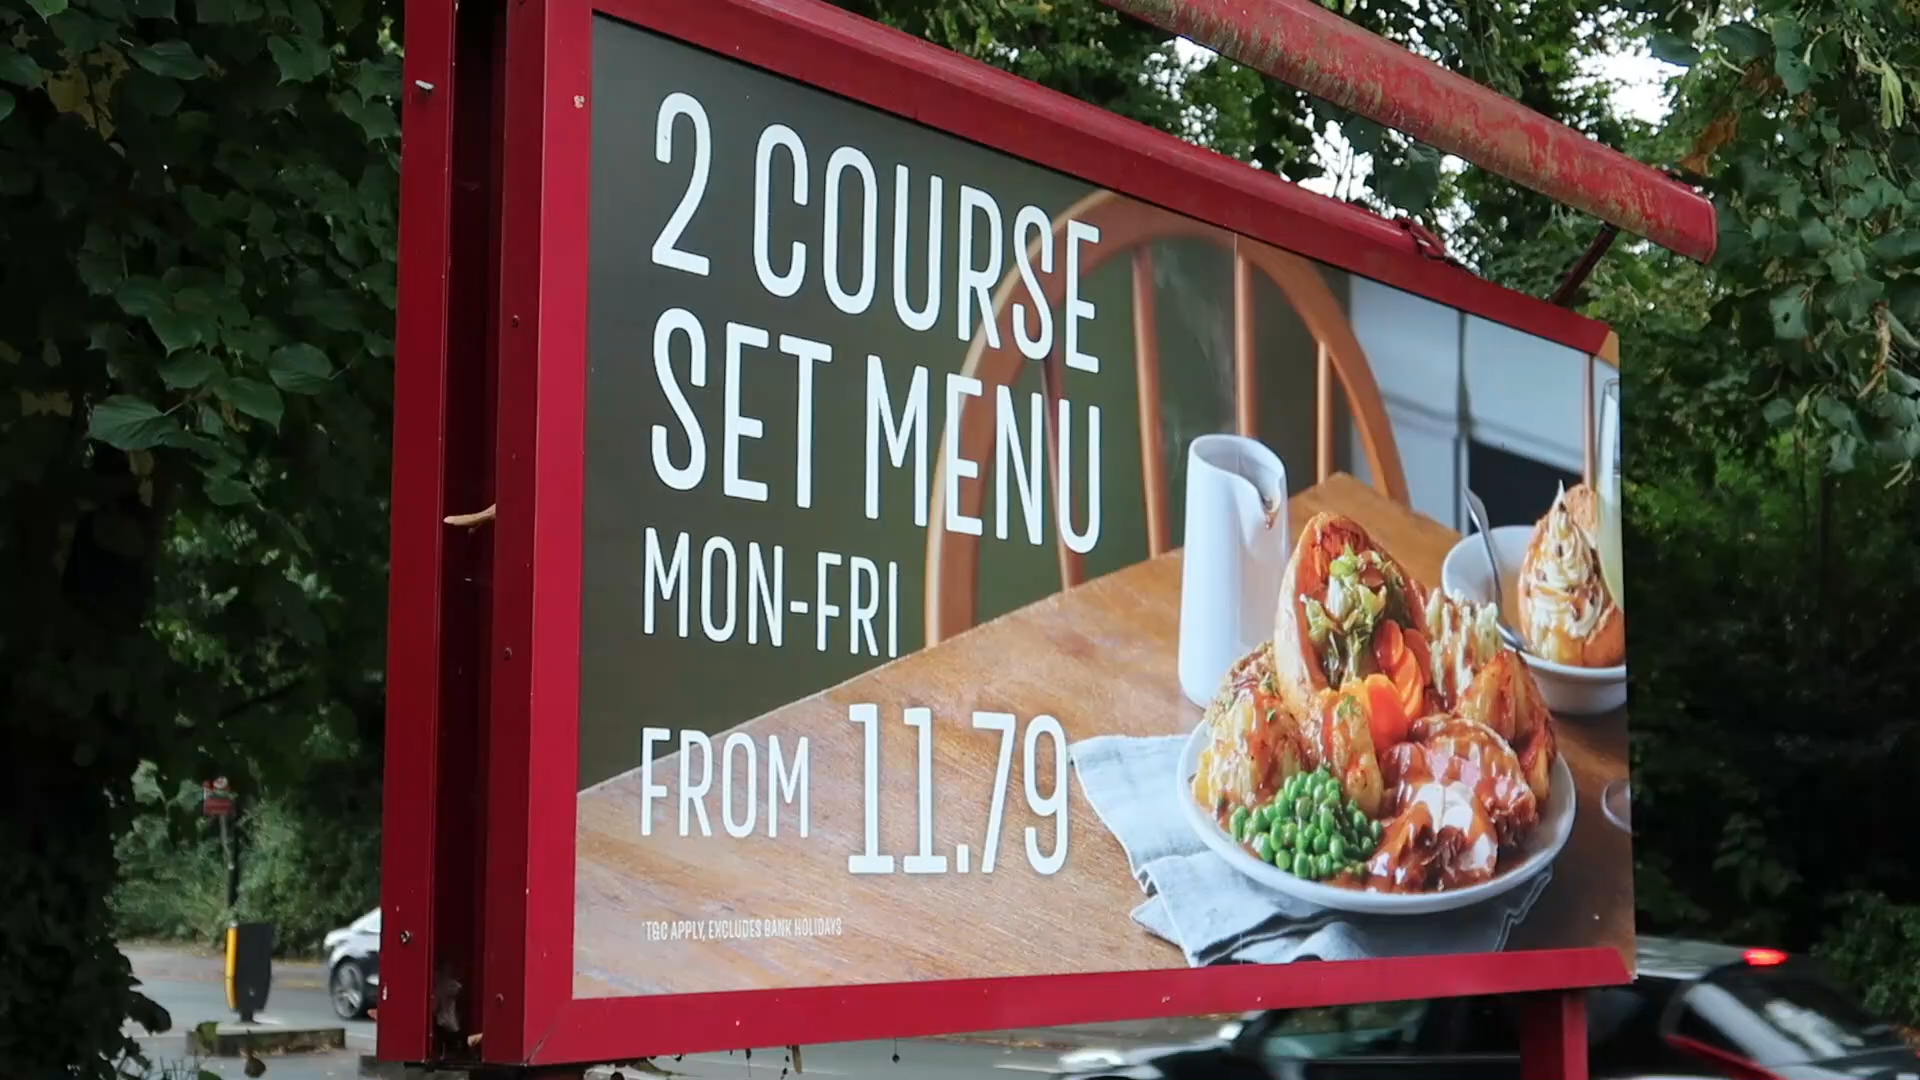 2 COURSE
SET MENU
MON-FRI
FROM 11.79
*T&C APPLY, EXCLUDES BANK HOLIDAYS